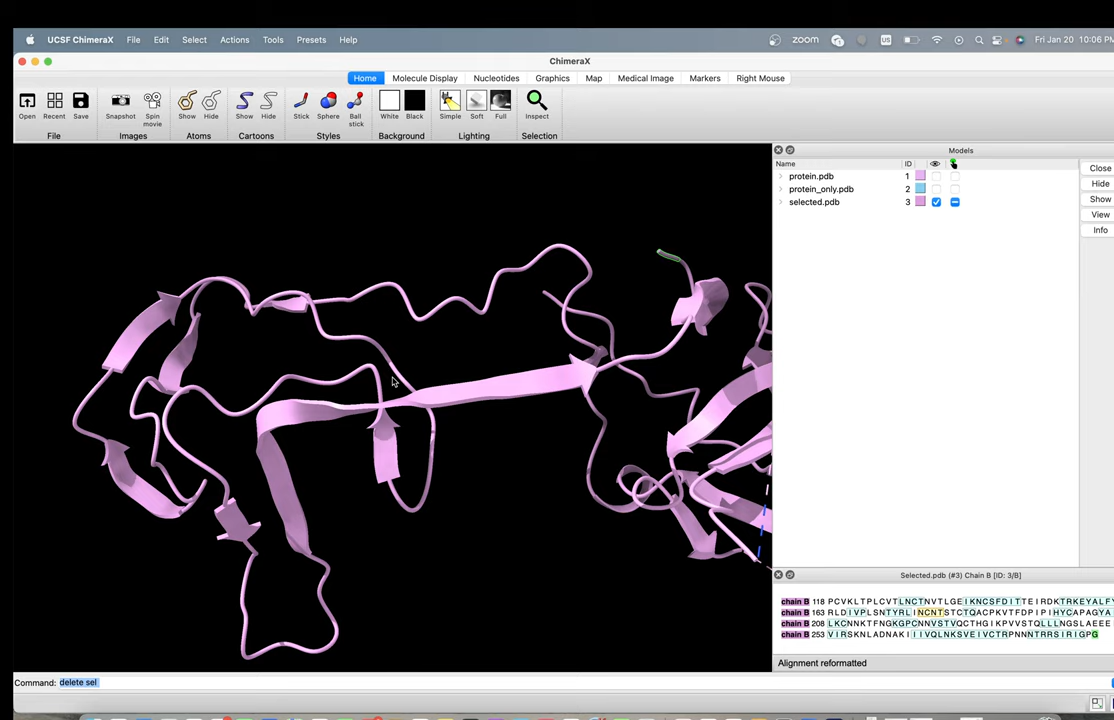 UCSF ChimeraX File Edit Select Actions Tools Presets Help zoom US Fri Jan 20 10:06 PM
ChimeraX
Home Molecule Display Nucleotides Graphics Map Medical Image Markers Right Mouse
Open Recent Save Snapshot Spin movie Show Hide Show Hide Stick Sphere Ball stick White Black Simple Soft Full Inspect
File Images Atoms Cartoons Styles Background Lighting Selection
Models
Name ID
protein.pdb 1
protein_only.pdb 2
selected.pdb 3
Close
Hide
Show
View
Info
Selected.pdb (#3) Chain B [ID: 3/B]
chain B 118 PCVKLTPLCVTLNCTNVTLGEIKNCSFDITTEIRDKTRKEYALFY
chain B 163 RLDIVPLSNTYRLINCNTSTCTQACPKVTFDPIPIHYCAPAGYA
chain B 208 LKCNNKTFNGKGPCNNVSTVQCTHGIKPVVSTQLLLNGSLAEEE
chain B 253 VIRSKNLADNAKIIIVQLNKSVEIVCTRPNNNTRRSIRIGPG
Alignment reformatted
Command: delete sel